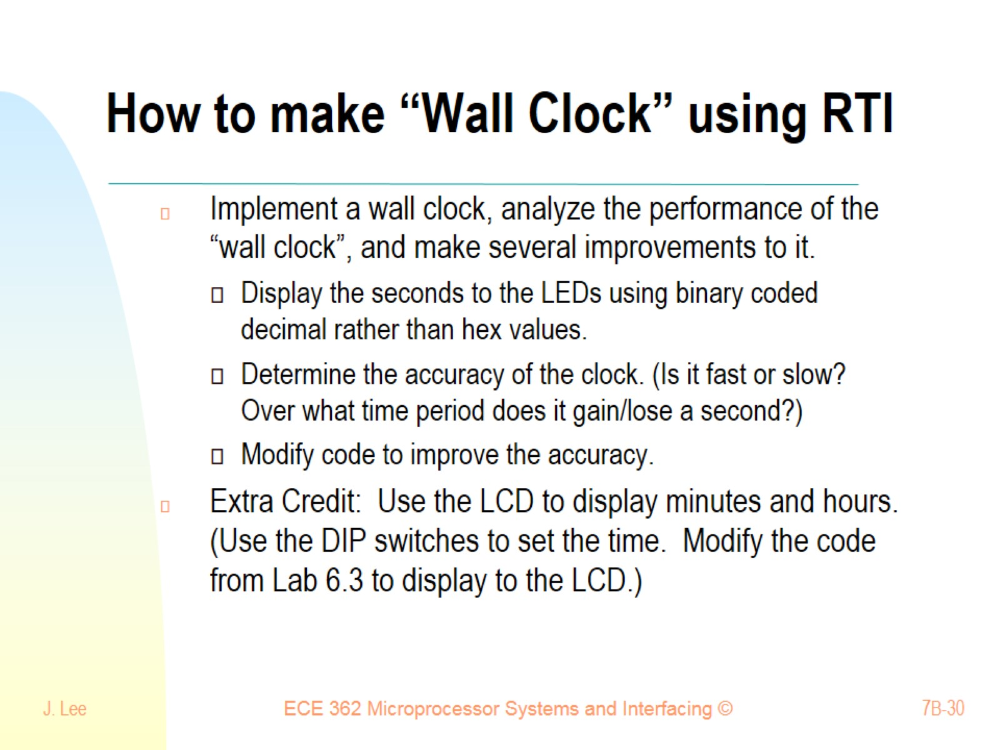 How to make “Wall Clock” using RTI
Implement a wall clock, analyze the performance of the
“wall clock”, and make several improvements to it.
Display the seconds to the LEDs using binary coded
decimal rather than hex values.
Determine the accuracy of the clock. (Is it fast or slow?
Over what time period does it gain/lose a second?)
Modify code to improve the accuracy.
Extra Credit:  Use the LCD to display minutes and hours.
(Use the DIP switches to set the time.  Modify the code
from Lab 6.3 to display to the LCD.)
J. Lee
ECE 362 Microprocessor Systems and Interfacing ©
7B-30